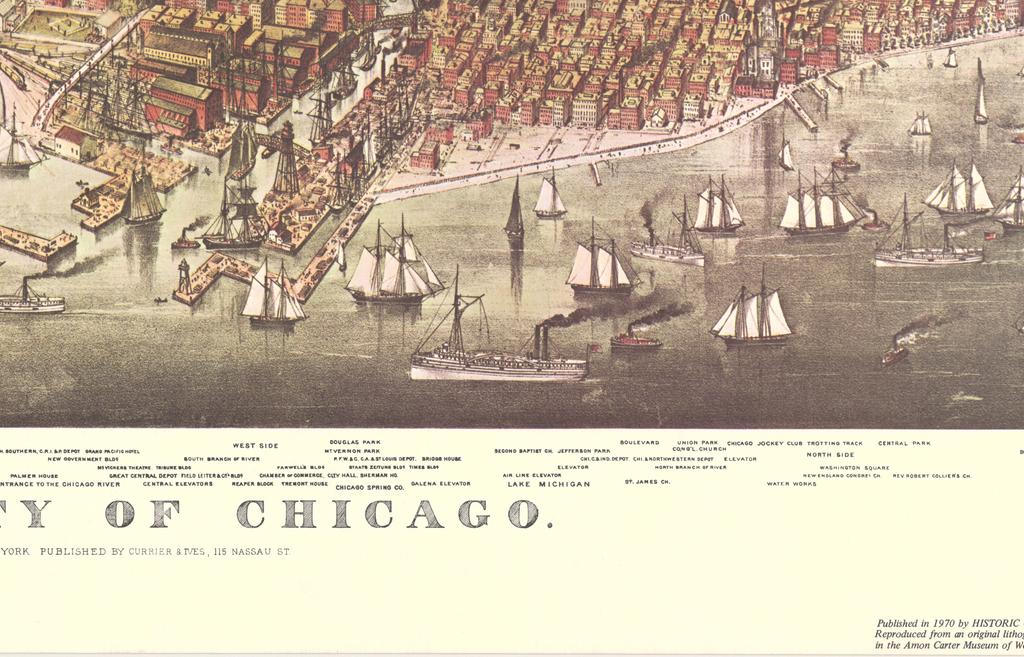 WEST SIDE DOUGLAS PARK BOULEVARD UNION PARK CHICAGO JOCKEY CLUB TROTTING TRACK CENTRAL PARK
SOUTHERN, C.R.I. & P. DEPOT GRAND PACIFIC HOTEL MT VERNON PARK SECOND BAPTIST CH. JEFFERSON PARK CONG'L. CHURCH NORTH SIDE
NEW GOVERNMENT BLDG SOUTH BRANCH OF RIVER P.F.W. & C. C.A. & ST LOUIS DEPOT. BRIGGS HOUSE CHI. & NORTHWESTERN DEPOT ELEVATOR
McVICKERS THEATRE TRIBUNE BLDG FARWELL'S BLDG STAATS ZEITUNG BLDG TIMES BLDG ELEVATOR NORTH BRANCH OF RIVER WASHINGTON SQUARE
PALMER HOUSE GREAT CENTRAL DEPOT FIELD LEITER & CO'S BLDG CHAMBER OF COMMERCE, CITY HALL, SHERMAN HO. AIR LINE ELEVATOR NEW ENGLAND CONGREG'L CH REV. ROBERT COLLIER'S CH.
NTRANCE TO THE CHICAGO RIVER CENTRAL ELEVATORS REAPER BLOCK TREMONT HOUSE CHICAGO SPRING CO. GALENA ELEVATOR LAKE MICHIGAN ST. JAMES CH. WATER WORKS
TY OF CHICAGO.
YORK PUBLISHED BY CURRIER & IVES, 115 NASSAU ST
Published in 1970 by HISTORIC
Reproduced from an original litho
in the Amon Carter Museum of We